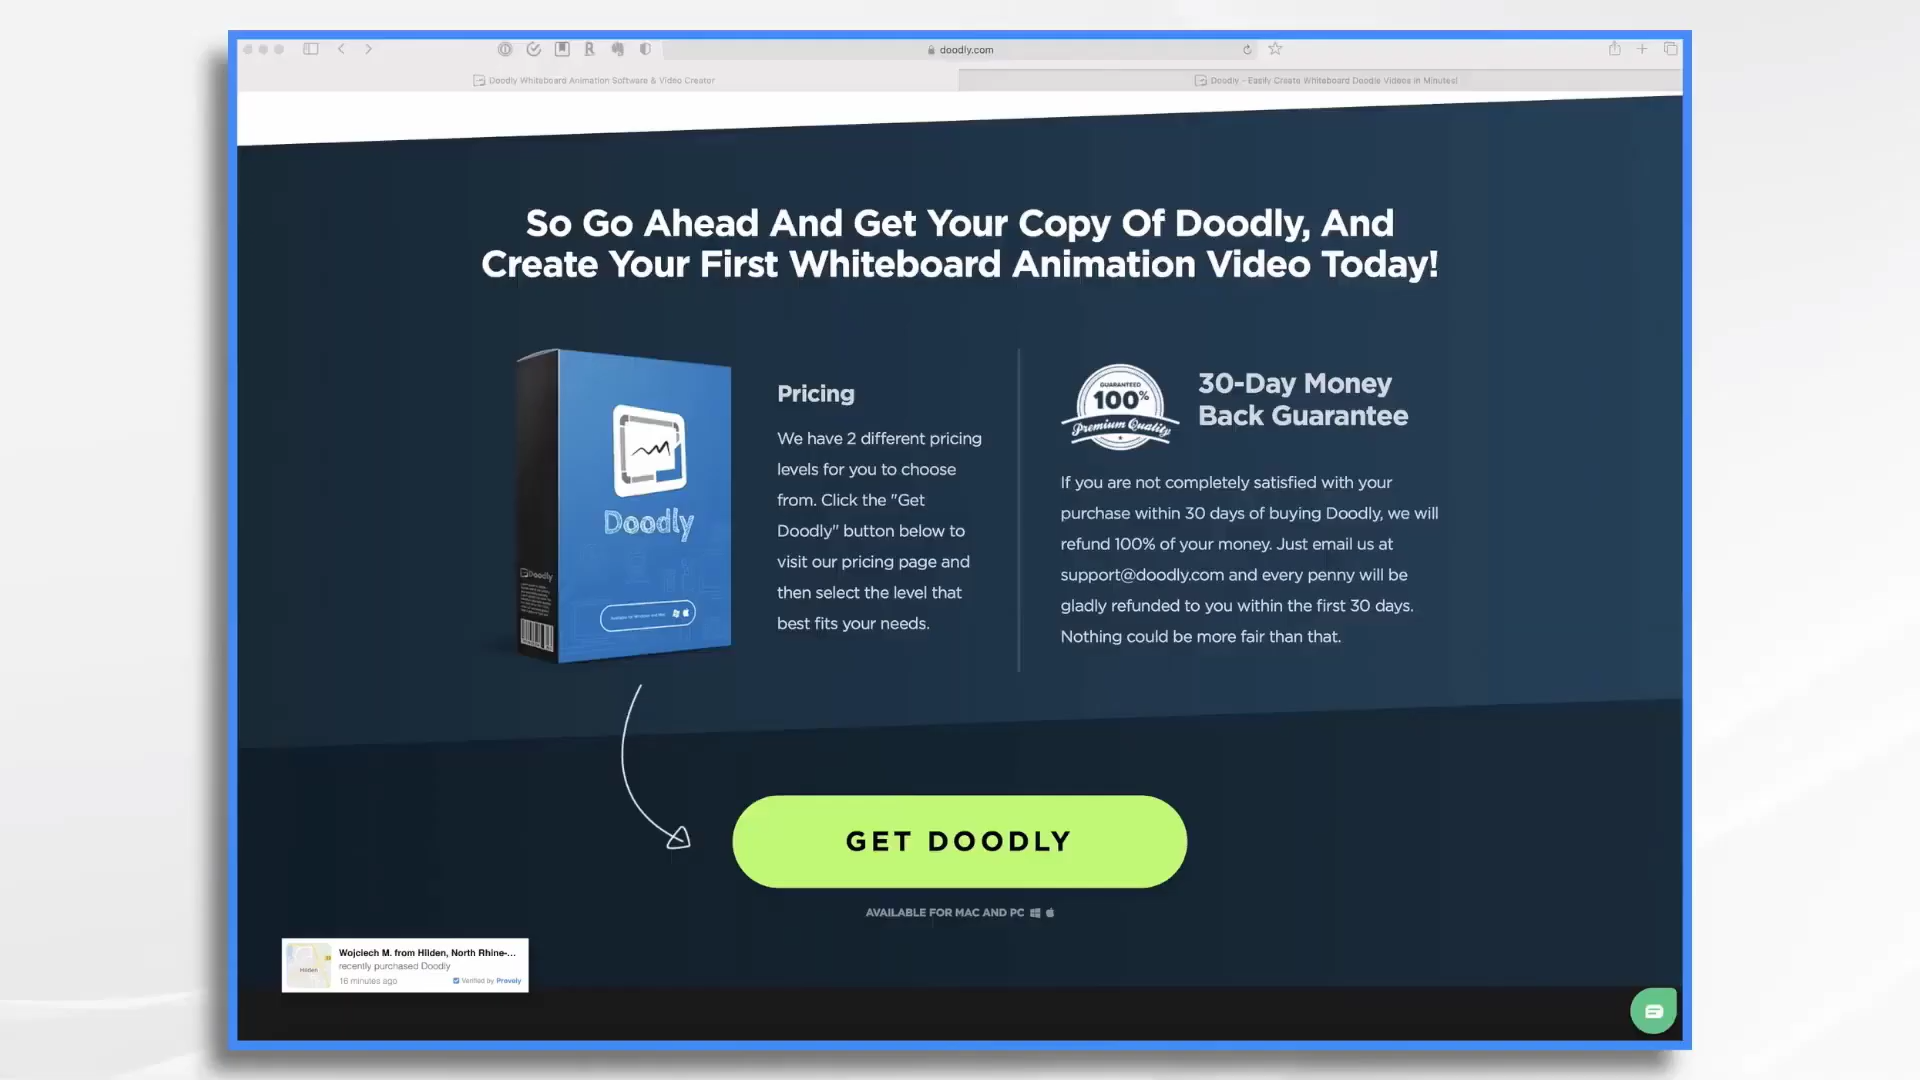 doodly.com
Doodly Whiteboard Animation Software & Video Creator
Doodly - Easily Create Whiteboard Doodle Videos in Minutes!
So Go Ahead And Get Your Copy Of Doodly, And
Create Your First Whiteboard Animation Video Today!
Doodly
Doodly
Pricing
We have 2 different pricing
levels for you to choose
from. Click the "Get
Doodly" button below to
visit our pricing page and
then select the level that
best fits your needs.
GUARANTEED
100%
Premium Quality
30-Day Money
Back Guarantee
If you are not completely satisfied with your
purchase within 30 days of buying Doodly, we will
refund 100% of your money. Just email us at
support@doodly.com and every penny will be
gladly refunded to you within the first 30 days.
Nothing could be more fair than that.
GET DOODLY
AVAILABLE FOR MAC AND PC
Hilden
Wojciech M. from Hilden, North Rhine-...
recently purchased Doodly
16 minutes ago
Verified by Provely